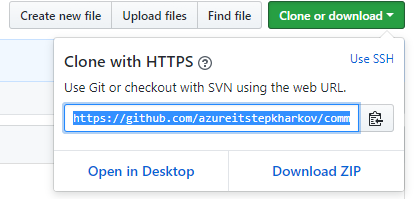 Create new file Upload files Find file Clone or download
Clone with HTTPS
Use SSH
Use Git or checkout with SVN using the web URL.
https://github.com/azureitstepkharkov/comm
Open in Desktop Download ZIP